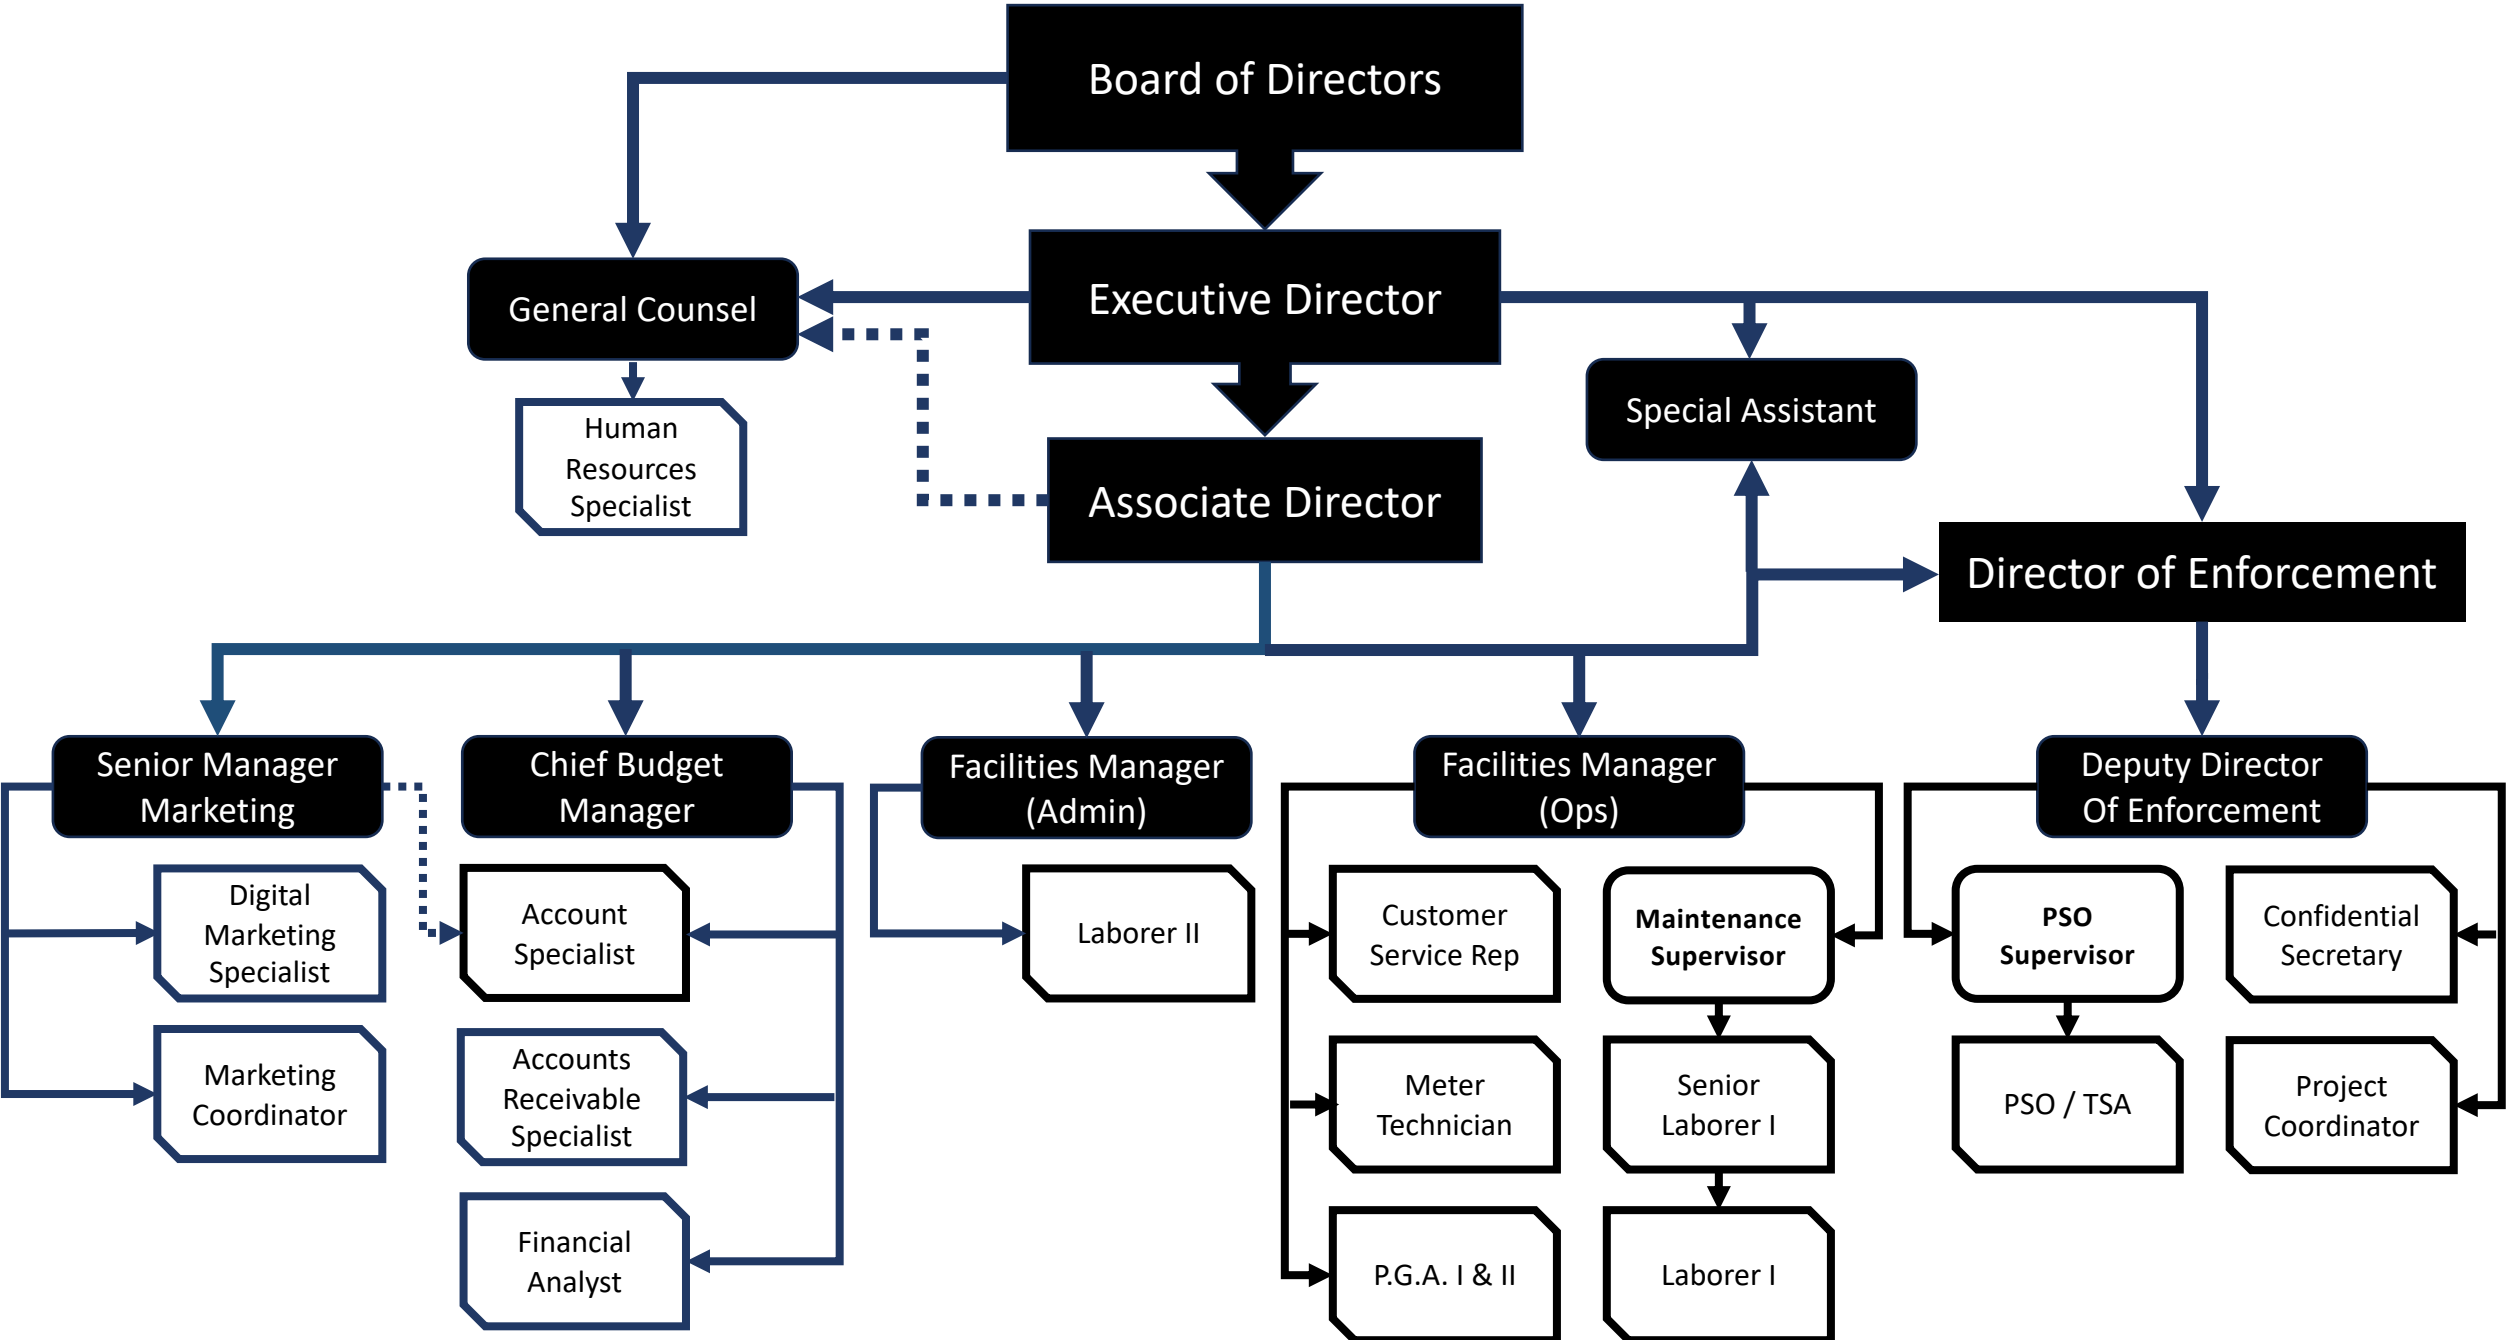 Board of Directors
Executive Director
General Counsel
Human
Resources
Specialist
Special Assistant
Associate Director
Director of Enforcement
Senior Manager
Marketing
Chief Budget
Manager
Facilities Manager
(Admin)
Facilities Manager
(Ops)
Deputy Director
Of Enforcement
Digital
Marketing
Specialist
Account
Specialist
Laborer II
Customer
Service Rep
Maintenance
Supervisor
PSO
Supervisor
Confidential
Secretary
Marketing
Coordinator
Accounts
Receivable
Specialist
Meter
Technician
Senior
Laborer I
PSO / TSA
Project
Coordinator
Financial
Analyst
P.G.A. I & II
Laborer I